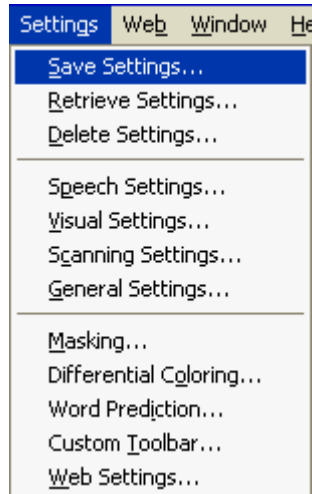 Settings Web Window He
Save Settings...
Retrieve Settings...
Delete Settings...
Speech Settings...
Visual Settings...
Scanning Settings...
General Settings...
Masking...
Differential Coloring...
Word Prediction...
Custom Toolbar...
Web Settings...